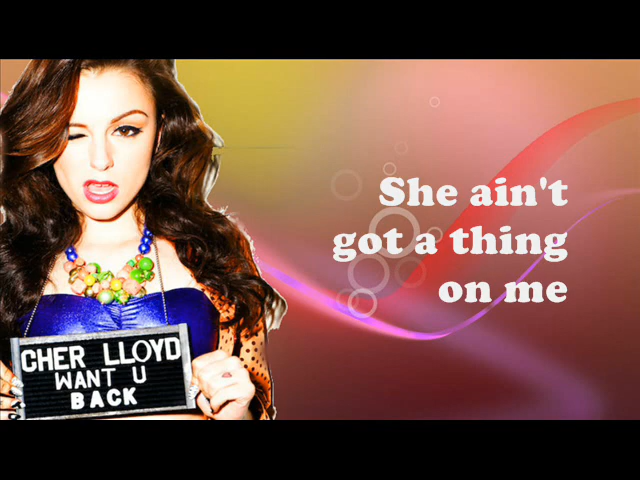 She ain't
got a thing
on me
CHER LLOYD
WANT U
BACK